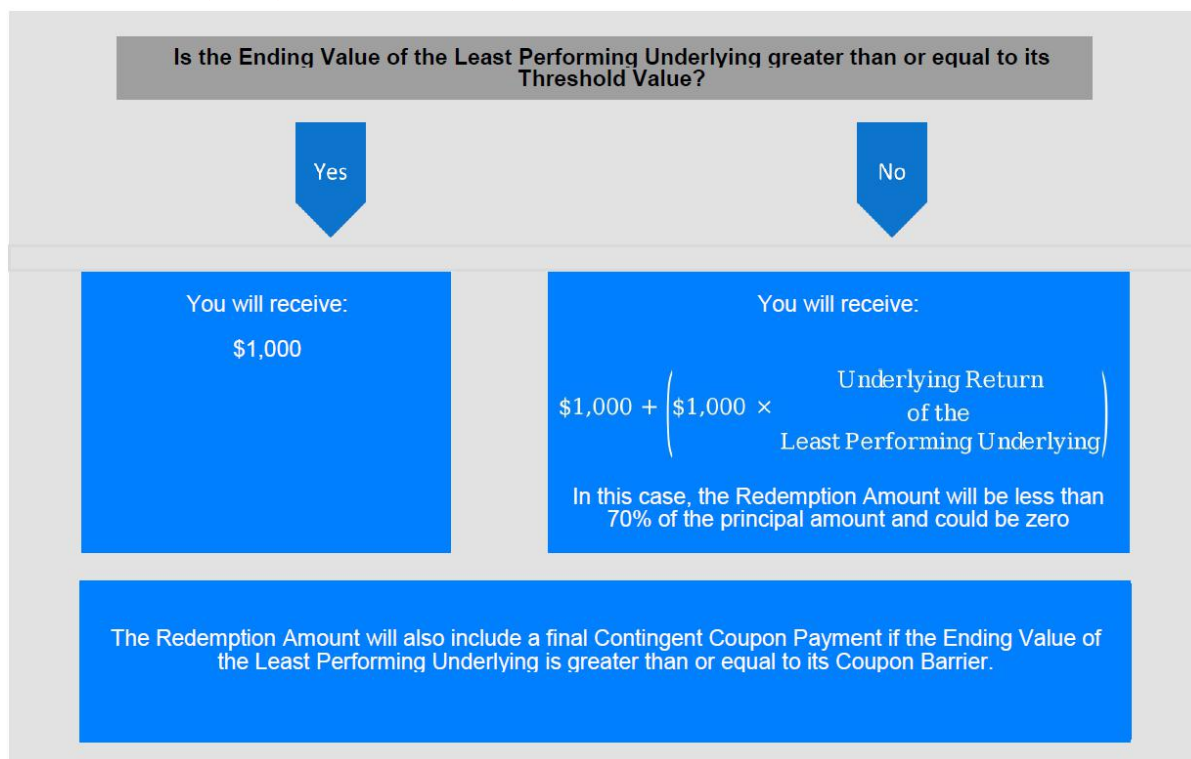 Is the Ending Value of the Least Performing Underlying greater than or equal to its
Threshold Value?
Yes
No
You will receive:
$1,000
You will receive:
$1,000 + ($1,000 × Underlying Return
of the
Least Performing Underlying)
In this case, the Redemption Amount will be less than
70% of the principal amount and could be zero
The Redemption Amount will also include a final Contingent Coupon Payment if the Ending Value of
the Least Performing Underlying is greater than or equal to its Coupon Barrier.